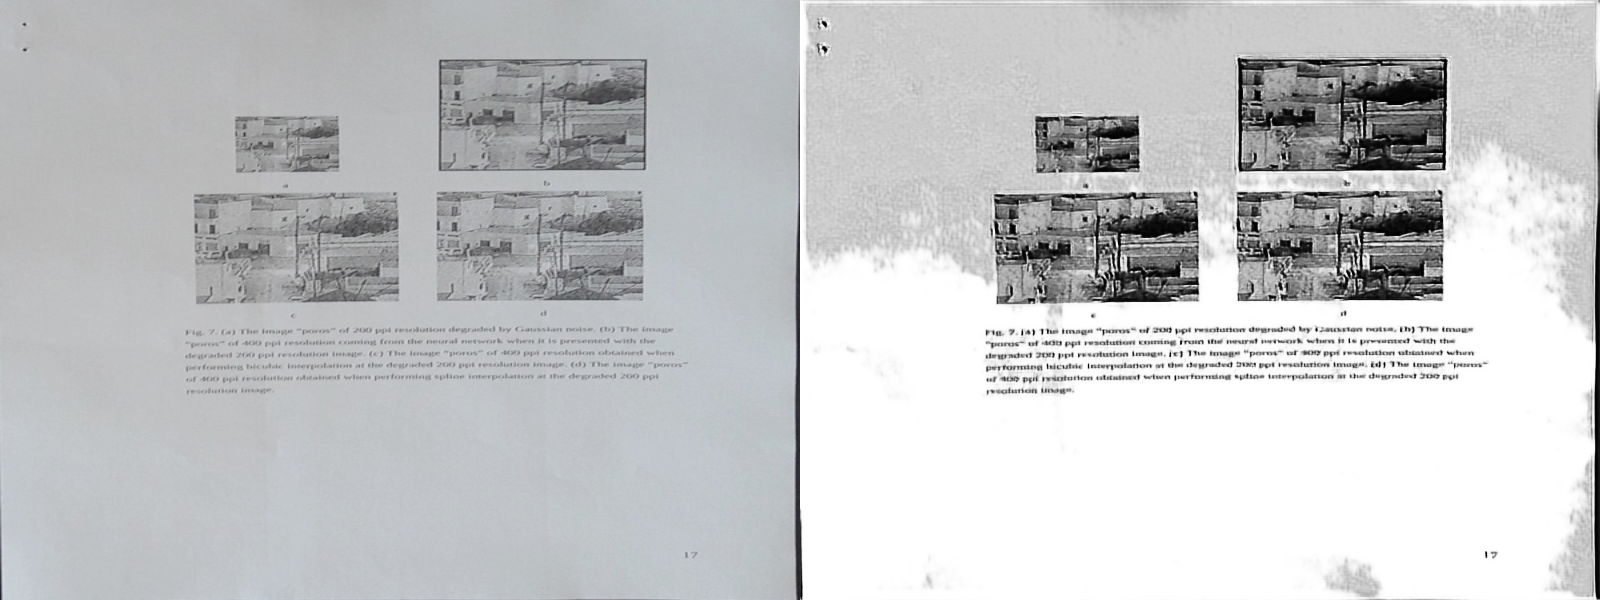 a
b
c
d
Fig. 7. (a) The image "poros" of 200 ppi resolution degraded by Gaussian noise. (b) The image
"poros" of 400 ppi resolution coming from the neural network when it is presented with the
degraded 200 ppi resolution image. (c) The image "poros" of 400 ppi resolution obtained when
performing bicubic interpolation at the degraded 200 ppi resolution image. (d) The image "poros"
of 400 ppi resolution obtained when performing spline interpolation at the degraded 200 ppi
resolution image.
17
a
b
c
d
Fig. 7. (a) The image "poros" of 200 ppi resolution degraded by Gaussian noise. (b) The image
"poros" of 400 ppi resolution coming from the neural network when it is presented with the
degraded 200 ppi resolution image. (c) The image "poros" of 400 ppi resolution obtained when
performing bicubic interpolation at the degraded 200 ppi resolution image. (d) The image "poros"
of 400 ppi resolution obtained when performing spline interpolation at the degraded 200 ppi
resolution image.
17